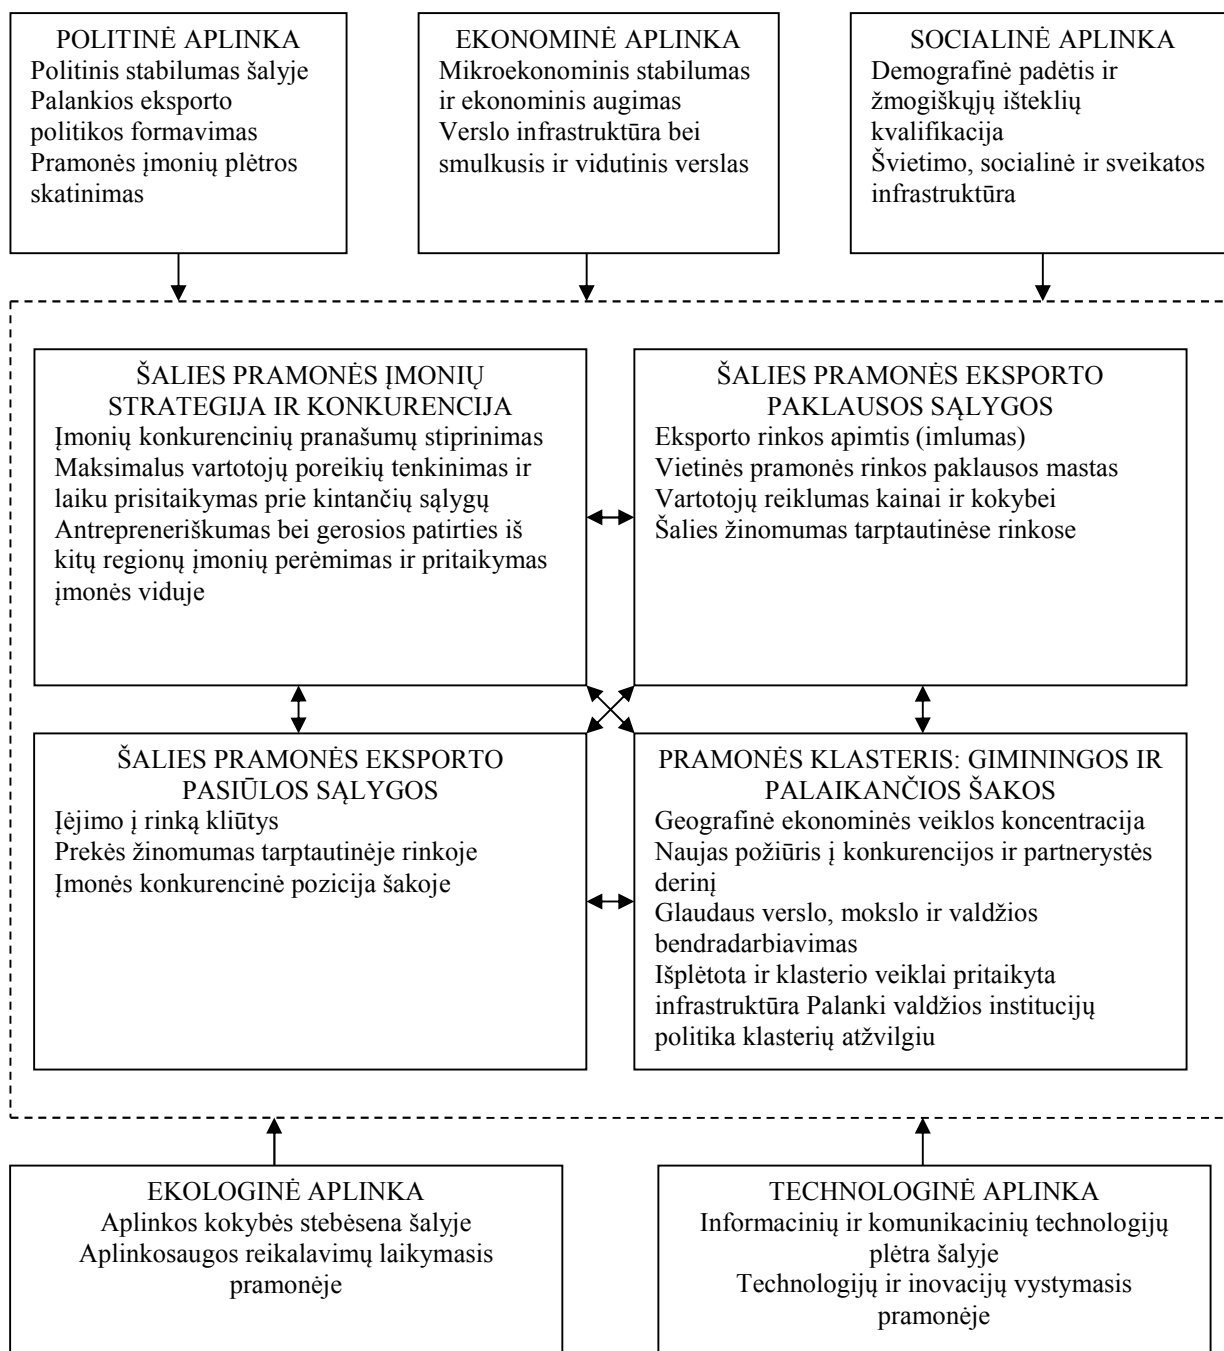 POLITINĖ APLINKA
Politinis stabilumas šalyje
Palankios eksporto
politikos formavimas
Pramonės įmonių plėtros
skatinimas
EKONOMINĖ APLINKA
Mikroekonominis stabilumas
ir ekonominis augimas
Verslo infrastruktūra bei
smulkusis ir vidutinis verslas
SOCIALINĖ APLINKA
Demografinė padėtis ir
žmogiškųjų išteklių
kvalifikacija
Švietimo, socialinė ir sveikatos
infrastruktūra
ŠALIES PRAMONĖS ĮMONIŲ
STRATEGIJA IR KONKURENCIJA
Įmonių konkurencinių pranašumų stiprinimas
Maksimalus vartotojų poreikių tenkinimas ir
laiku prisitaikymas prie kintančių sąlygų
Antrepreneriškumas bei gerosios patirties iš
kitų regionų įmonių perėmimas ir pritaikymas
įmonės viduje
ŠALIES PRAMONĖS EKSPORTO
PAKLAUSOS SĄLYGOS
Eksporto rinkos apimtis (imlumas)
Vietinės pramonės rinkos paklausos mastas
Vartotojų reiklumas kainai ir kokybei
Šalies žinomumas tarptautinėse rinkose
ŠALIES PRAMONĖS EKSPORTO
PASIŪLOS SĄLYGOS
Įėjimo į rinką kliūtys
Prekės žinomumas tarptautinėje rinkoje
Įmonės konkurencinė pozicija šakoje
PRAMONĖS KLASTERIS: GIMININGOS IR
PALAIKANČIOS ŠAKOS
Geografinė ekonominės veiklos koncentracija
Naujas požiūris į konkurencijos ir partnerystės
derinį
Glaudaus verslo, mokslo ir valdžios
bendradarbiavimas
Išplėtota ir klasterio veiklai pritaikyta
infrastruktūra Palanki valdžios institucijų
politika klasterių atžvilgiu
EKOLOGINĖ APLINKA
Aplinkos kokybės stebėsena šalyje
Aplinkosaugos reikalavimų laikymasis
pramonėje
TECHNOLOGINĖ APLINKA
Informacinių ir komunikacinių technologijų
plėtra šalyje
Technologijų ir inovacijų vystymasis
pramonėje